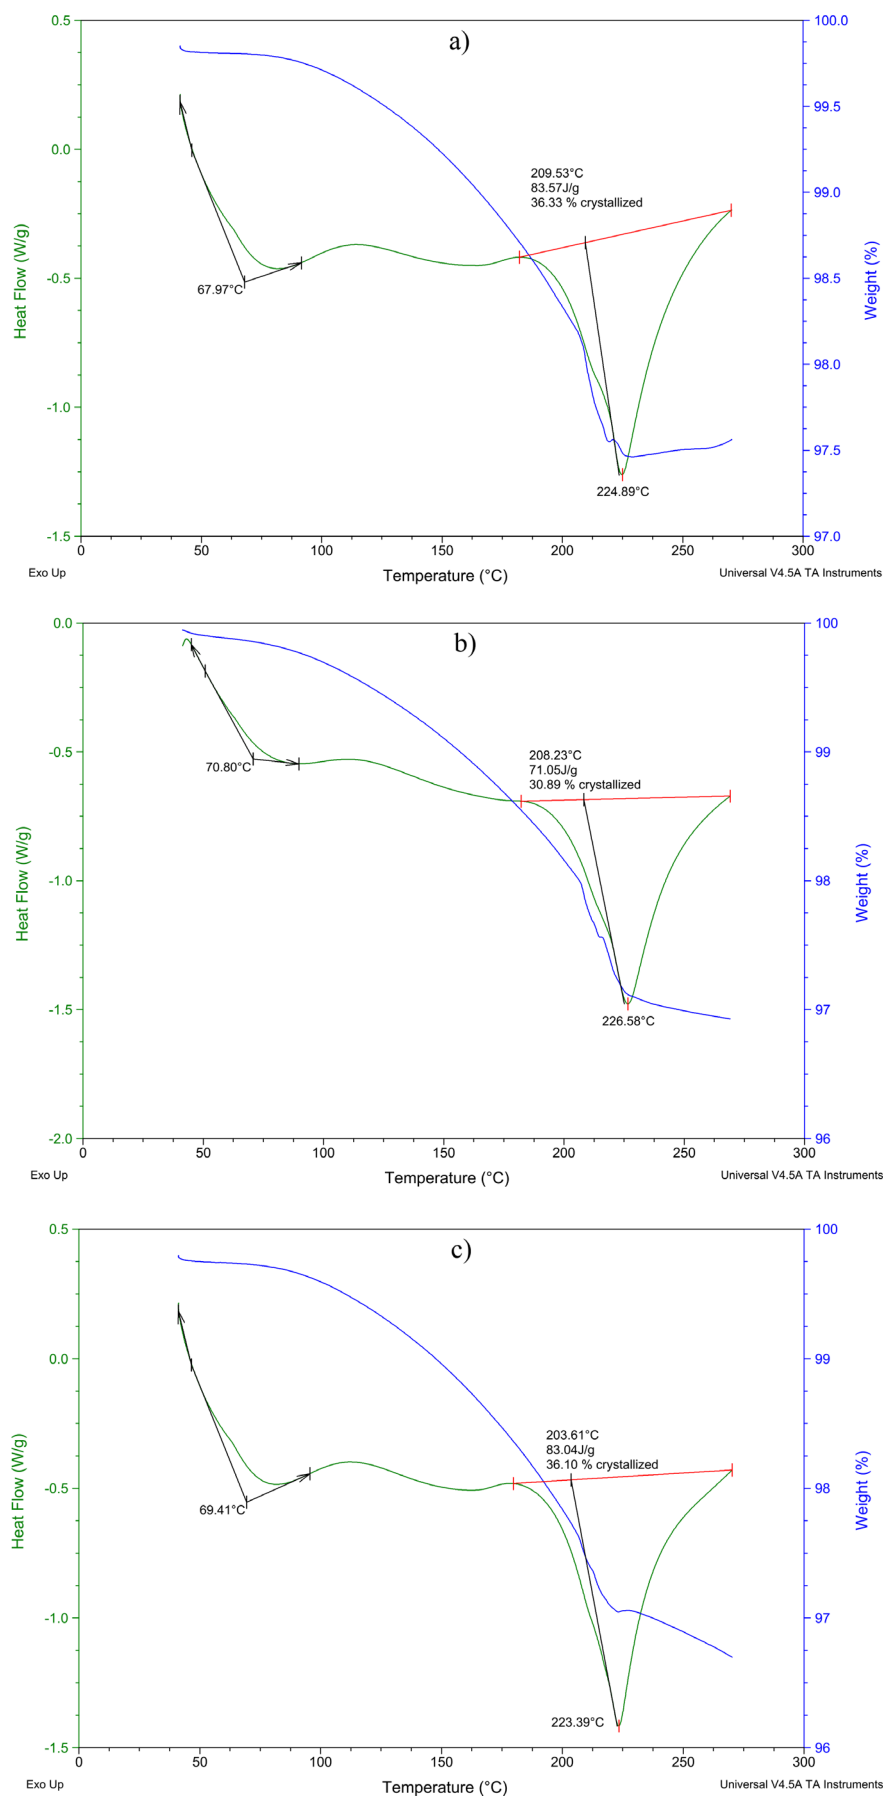 a)
0.5
0.0
-0.5
-1.0
-1.5
Heat Flow (W/g)
100.0
99.5
99.0
98.5
98.0
97.5
97.0
Weight (%)
209.53°C
83.57J/g
36.33 % crystallized
67.97°C
224.89°C
0
50
100
150
200
250
300
Exo Up
Temperature (°C)
Universal V4.5A TA Instruments
b)
0.0
-0.5
-1.0
-1.5
-2.0
Heat Flow (W/g)
100
99
98
97
96
Weight (%)
208.23°C
71.05J/g
30.89 % crystallized
70.80°C
226.58°C
0
50
100
150
200
250
300
Exo Up
Temperature (°C)
Universal V4.5A TA Instruments
c)
0.5
0.0
-0.5
-1.0
-1.5
Heat Flow (W/g)
100
99
98
97
96
Weight (%)
203.61°C
83.04J/g
36.10 % crystallized
69.41°C
223.39°C
0
50
100
150
200
250
300
Exo Up
Temperature (°C)
Universal V4.5A TA Instruments